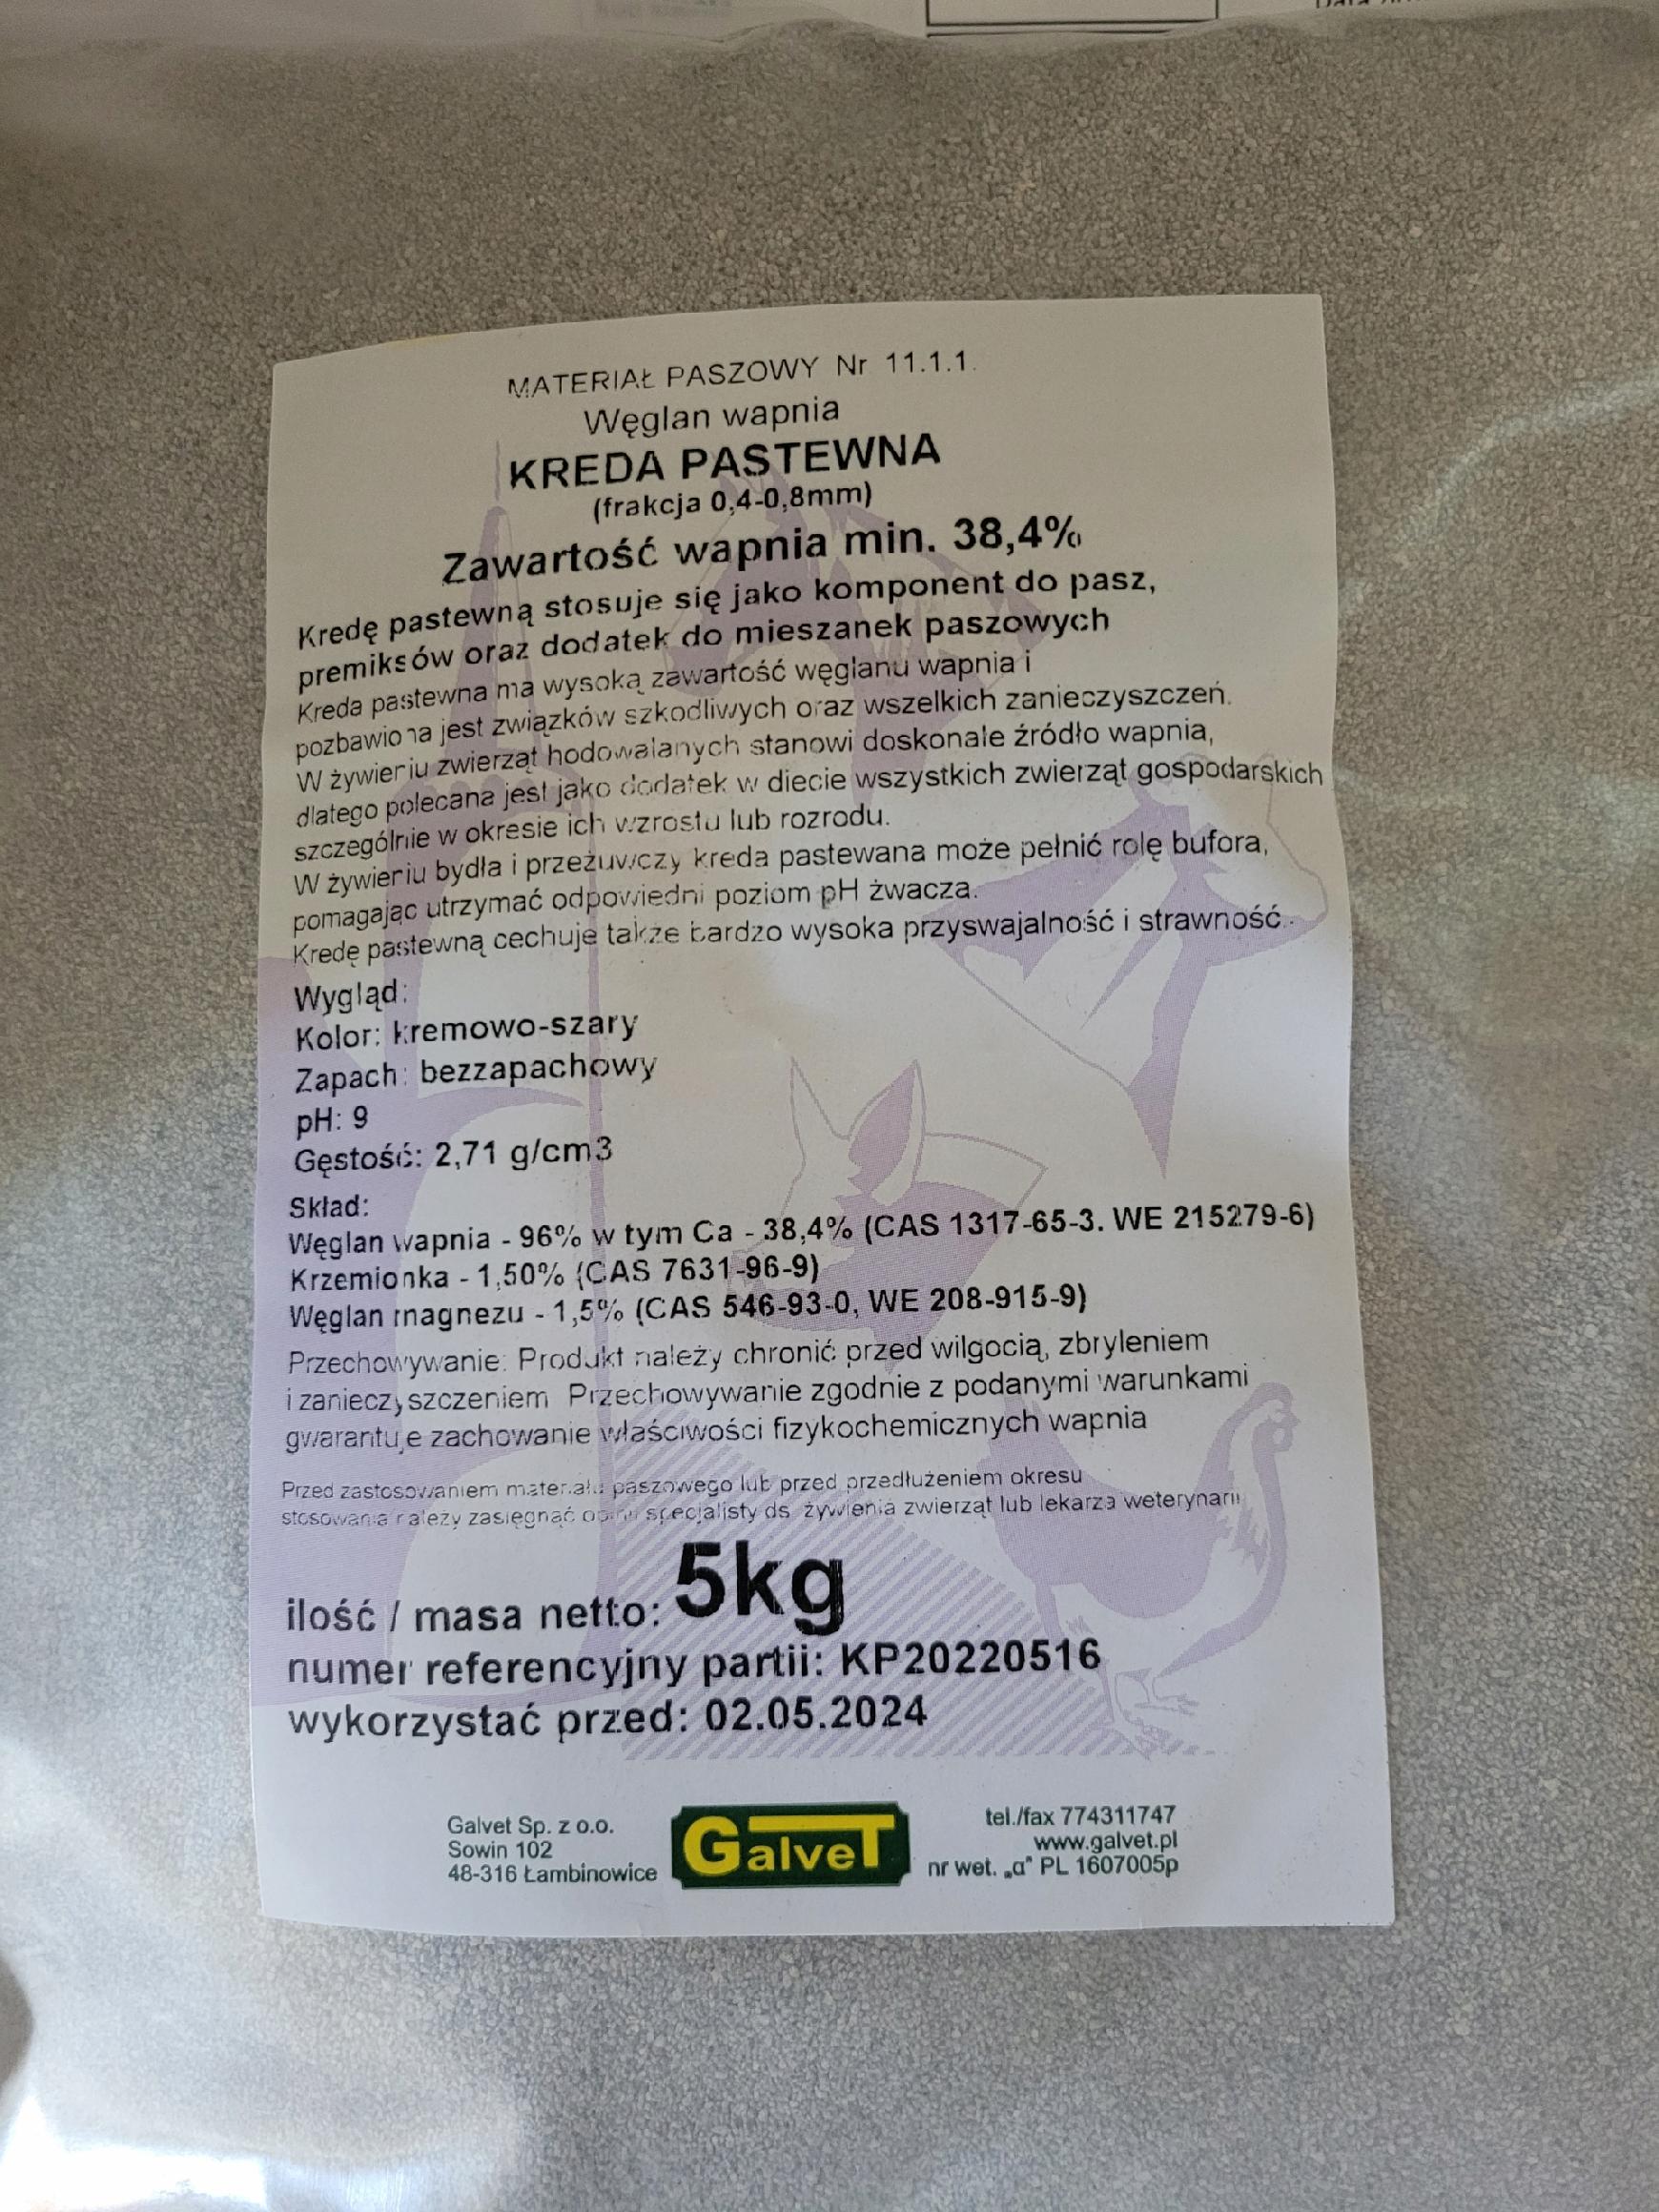 MATERIAŁ PASZOWY Nr 11.1.1.
Węglan wapnia
KREDA PASTEWNA
(frakcja 0,4-0,8mm)
Zawartość wapnia min. 38,4%
Kredę pastewną stosuje się jako komponent do pasz,
premiksów oraz dodatek do mieszanek paszowych
Kreda pastewna ma wysoką zawartość węglanu wapnia i
pozbawiona jest związków szkodliwych oraz wszelkich zanieczyszczeń.
W żywieniu zwierząt hodowalanych stanowi doskonałe źródło wapnia,
dlatego polecana jest jako dodatek w diecie wszystkich zwierząt gospodarskich
szczególnie w okresie ich wzrostu lub rozrodu.
W żywieniu bydła i przeżuwczy kreda pastewana może pełnić rolę bufora,
pomagając utrzymać odpowiedni poziom pH żwacza.
Kredę pastewną cechuje także bardzo wysoka przyswajalność i strawność.
Wygląd:
Kolor: kremowo-szary
Zapach: bezzapachowy
pH: 9
Gęstość: 2,71 g/cm3
Skład:
Węglan wapnia - 96% w tym Ca - 38,4% (CAS 1317-65-3. WE 215279-6)
Krzemionka - 1,50% (CAS 7631-96-9)
Węglan magnezu - 1,5% (CAS 546-93-0, WE 208-915-9)
Przechowywanie: Produkt należy chronić przed wilgocią, zbryleniem
i zanieczyszczeniem Przechowywanie zgodnie z podanymi warunkami
gwarantuje zachowanie właściwości fizykochemicznych wapnia
Przed zastosowaniem materiału paszowego lub przed przedłużeniem okresu
stosowania należy zasięgnąć opinii specjalisty ds. żywienia zwierząt lub lekarza weterynarii
ilość / masa netto: 5kg
numer referencyjny partii: KP20220516
wykorzystać przed: 02.05.2024
Galvet Sp. z o.o.
Sowin 102
48-316 Łambinowice
GalveT
tel./fax 774311747
www.galvet.pl
nr wet. „α" PL 1607005p